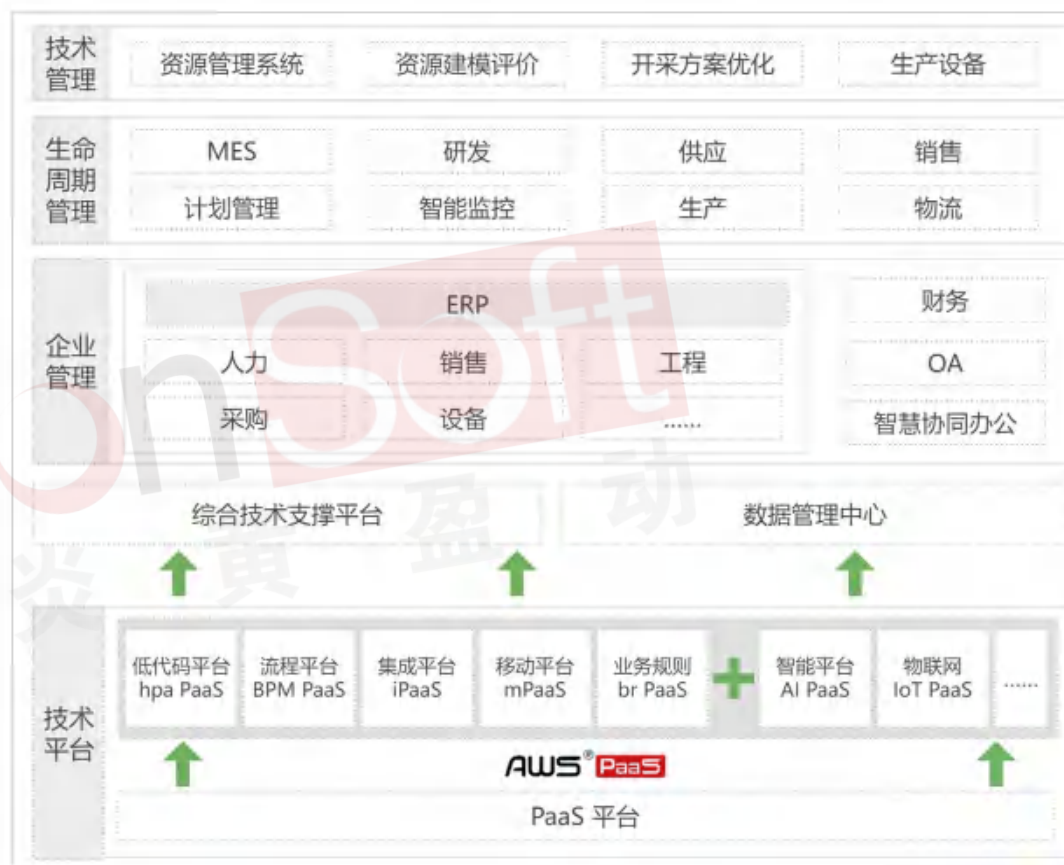 技术
管理
资源管理系统 资源建模评价 开采方案优化 生产设备
生命
周期
管理
MES 研发 供应 销售
计划管理 智能监控 生产 物流
企业
管理
ERP
人力 销售 工程
采购 设备 ......
财务
OA
智慧协同办公
综合技术支撑平台 数据管理中心
技术
平台
低代码平台
hpa PaaS
流程平台
BPM PaaS
集成平台
iPaaS
移动平台
mPaaS
业务规则
br PaaS
智能平台
AI PaaS
物联网
IoT PaaS
......
AWS® PaaS
PaaS 平台
onSoft
炎黄盈动